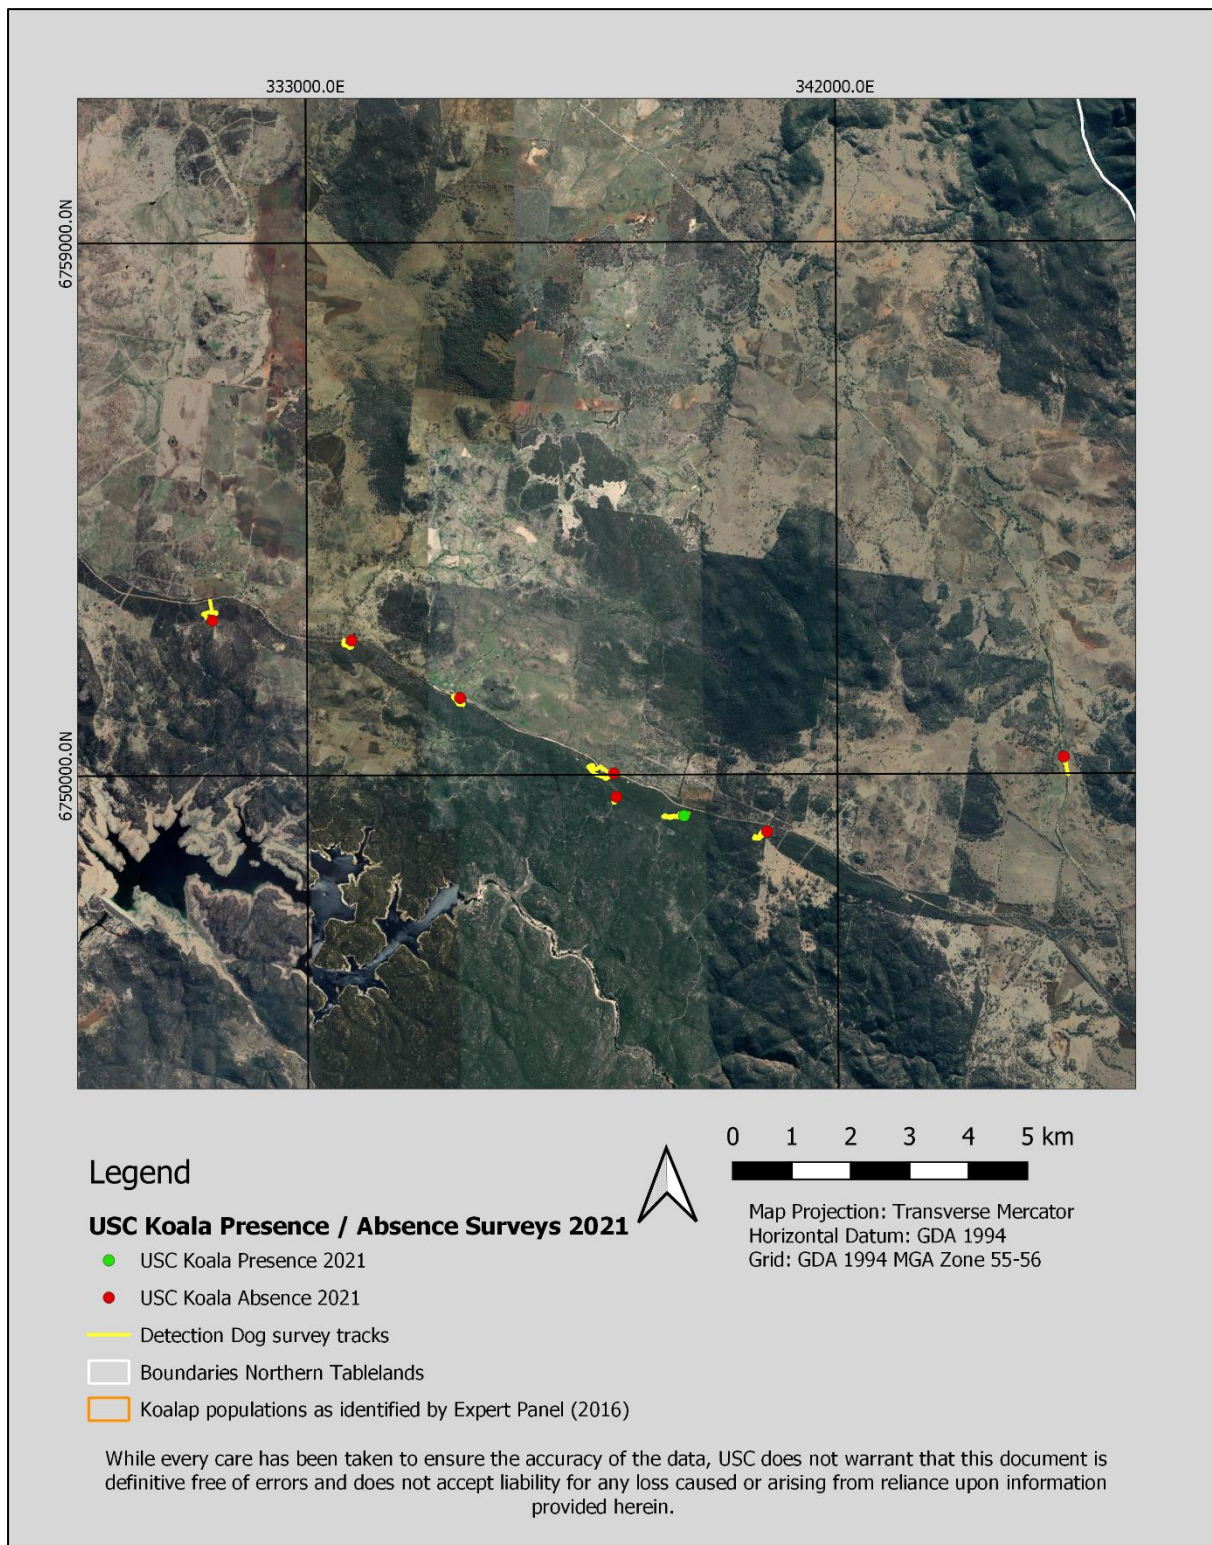 333000.0E 342000.0E
6759000.0N
6750000.0N
0 1 2 3 4 5 km
Legend
USC Koala Presence / Absence Surveys 2021
USC Koala Presence 2021
USC Koala Absence 2021
Detection Dog survey tracks
Boundaries Northern Tablelands
Koalap populations as identified by Expert Panel (2016)
Map Projection: Transverse Mercator
Horizontal Datum: GDA 1994
Grid: GDA 1994 MGA Zone 55-56
While every care has been taken to ensure the accuracy of the data, USC does not warrant that this document is
definitive free of errors and does not accept liability for any loss caused or arising from reliance upon information
provided herein.